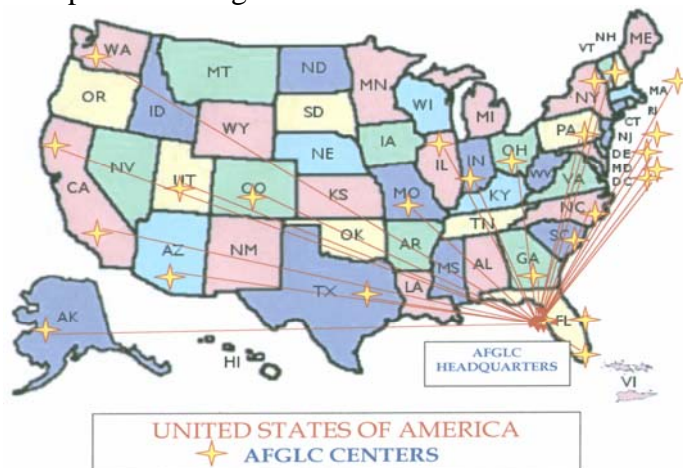 WA
MT
ND
MN
VT
NH
ME
OR
ID
SD
WI
MI
NY
MA
RI
WY
NE
IA
PA
CT
NJ
NV
UT
CO
IL
IN
OH
DE
MD
DC
CA
KS
MO
KY
WV
VA
AZ
NM
OK
AR
TN
NC
SC
TX
LA
MS
AL
GA
AK
HI
FL
VI
AFGLC
HEADQUARTERS
UNITED STATES OF AMERICA
AFGLC CENTERS